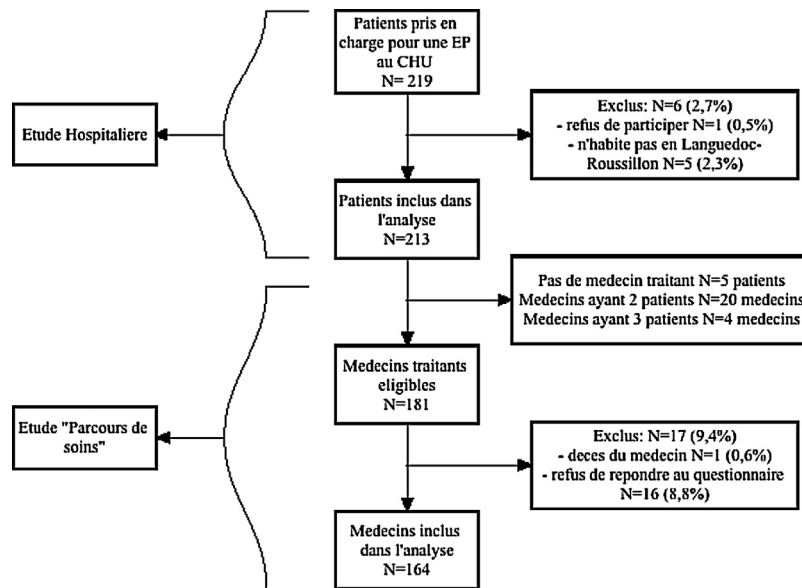 Patients pris en
charge pour une EP
au CHU
N= 219
Etude Hospitaliere
Exclus: N=6 (2,7%)
- refus de participer N=1 (0,5%)
- n'habite pas en Languedoc-
Roussillon N=5 (2,3%)
Patients inclus dans
l'analyse
N=213
Pas de medecin traitant N=5 patients
Medecins ayant 2 patients N=20 medecins
Medecins ayant 3 patients N=4 medecins
Medecins traitants
eligibles
N=181
Etude "Parcours de
soins"
Exclus: N=17 (9,4%)
- deces du medecin N=1 (0,6%)
- refus de repondre au questionnaire
N=16 (8,8%)
Medecins inclus
dans l'analyse
N=164